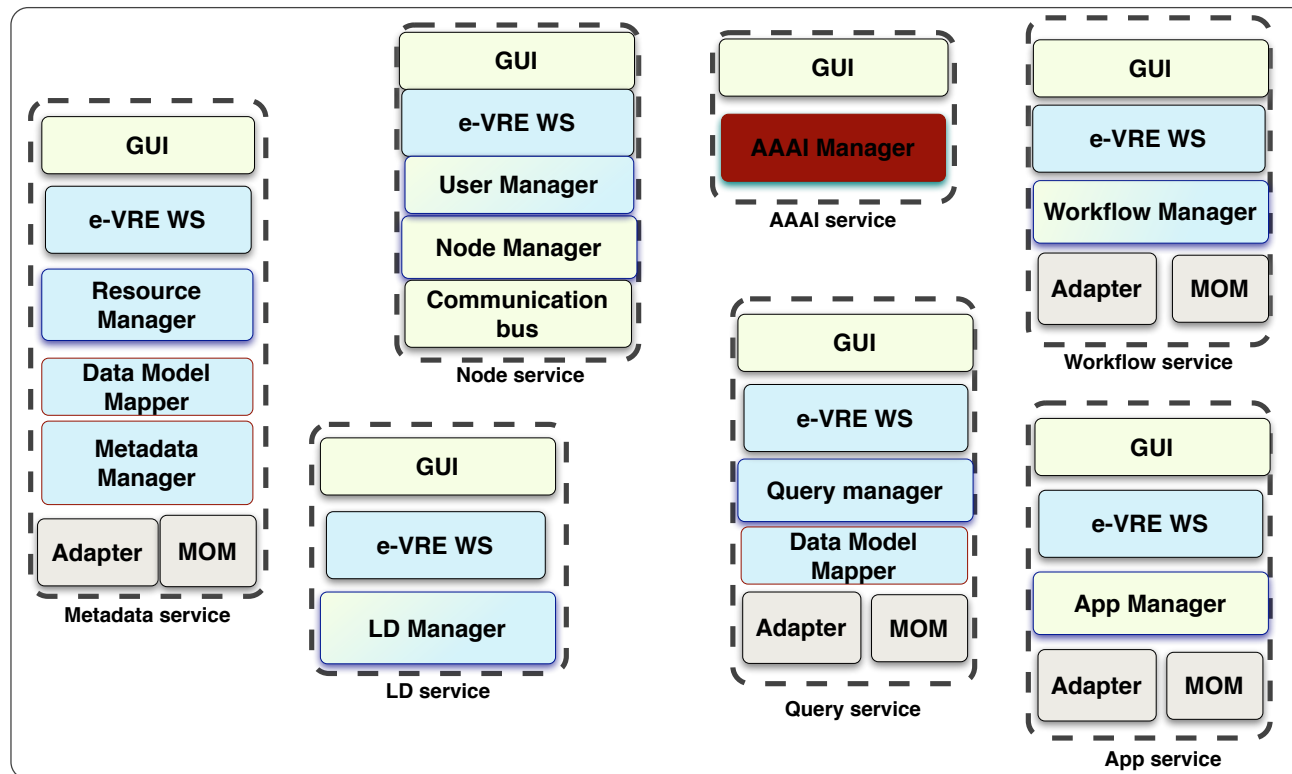 GUI
e-VRE WS
Resource
Manager
Data Model
Mapper
Metadata
Manager
Adapter
MOM
Metadata service
GUI
e-VRE WS
User Manager
Node Manager
Communication
bus
Node service
GUI
e-VRE WS
LD Manager
LD service
GUI
AAAI Manager
AAAI service
GUI
e-VRE WS
Query manager
Data Model
Mapper
Adapter
MOM
Query service
GUI
e-VRE WS
Workflow Manager
Adapter
MOM
Workflow service
GUI
e-VRE WS
App Manager
Adapter
MOM
App service